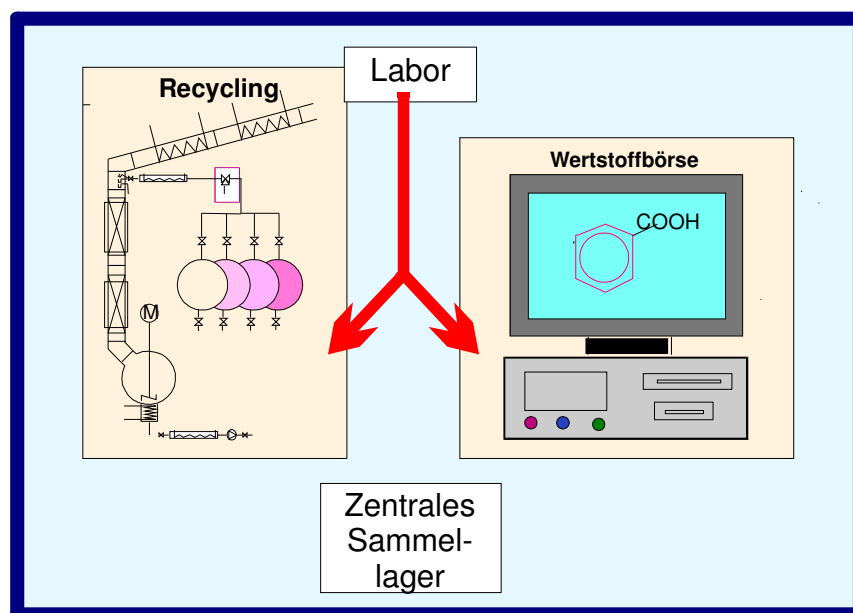 Labor
Recycling
Wertstoffbörse
COOH
M
Zentrales
Sammel-
lager